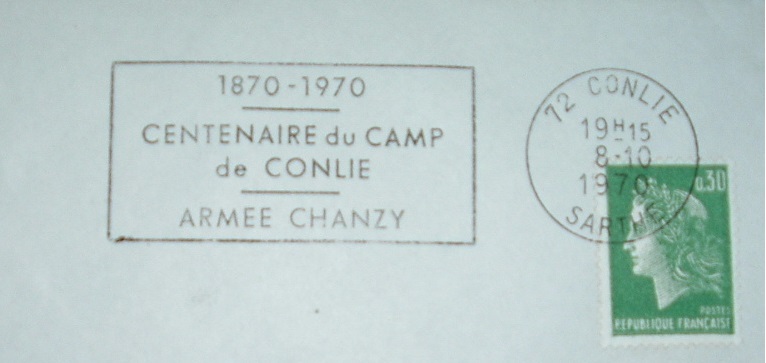 1870-1970
CENTENAIRE du CAMP
de CONLIE
ARMEE CHANZY
72 CONLIE
19H15
8-10
1970
SARTHE
0.30
POSTES
REPUBLIQUE FRANÇAISE